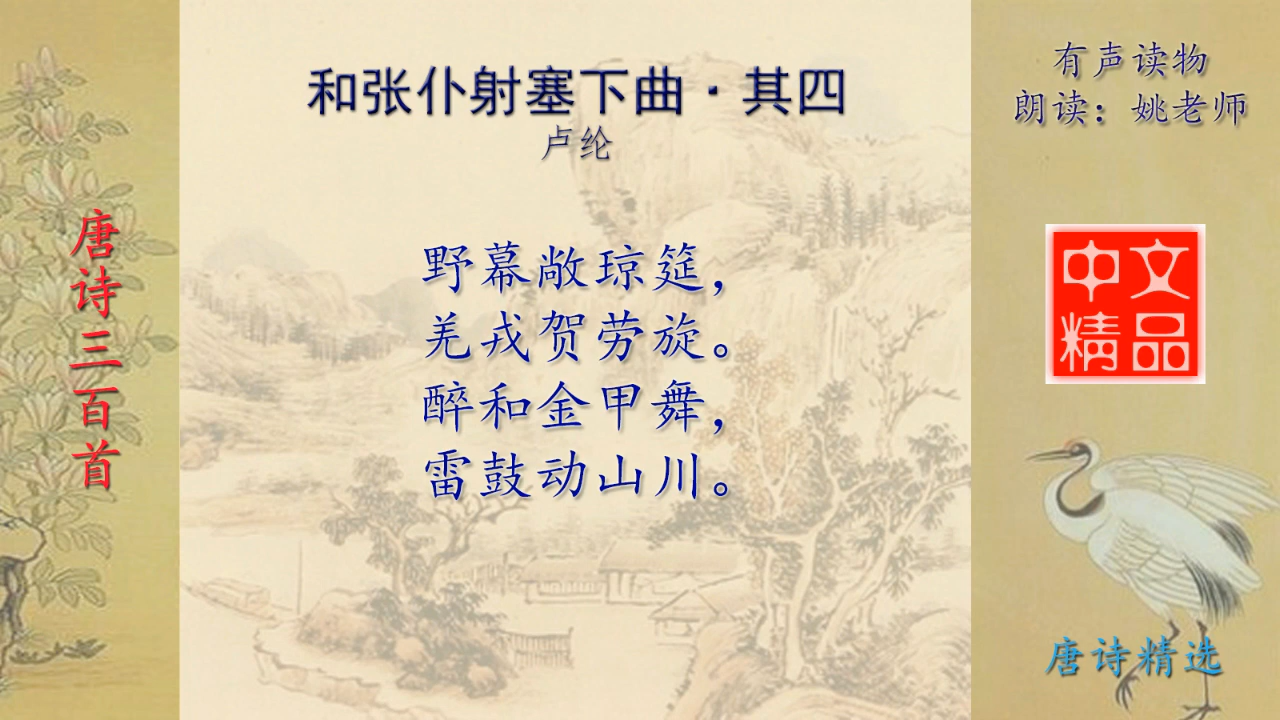 和张仆射塞下曲·其四
卢纶
野幕敞琼筵，
羌戎贺劳旋。
醉和金甲舞，
雷鼓动山川。
唐诗三百首
有声读物
朗读：姚老师
中文
精品
唐诗精选